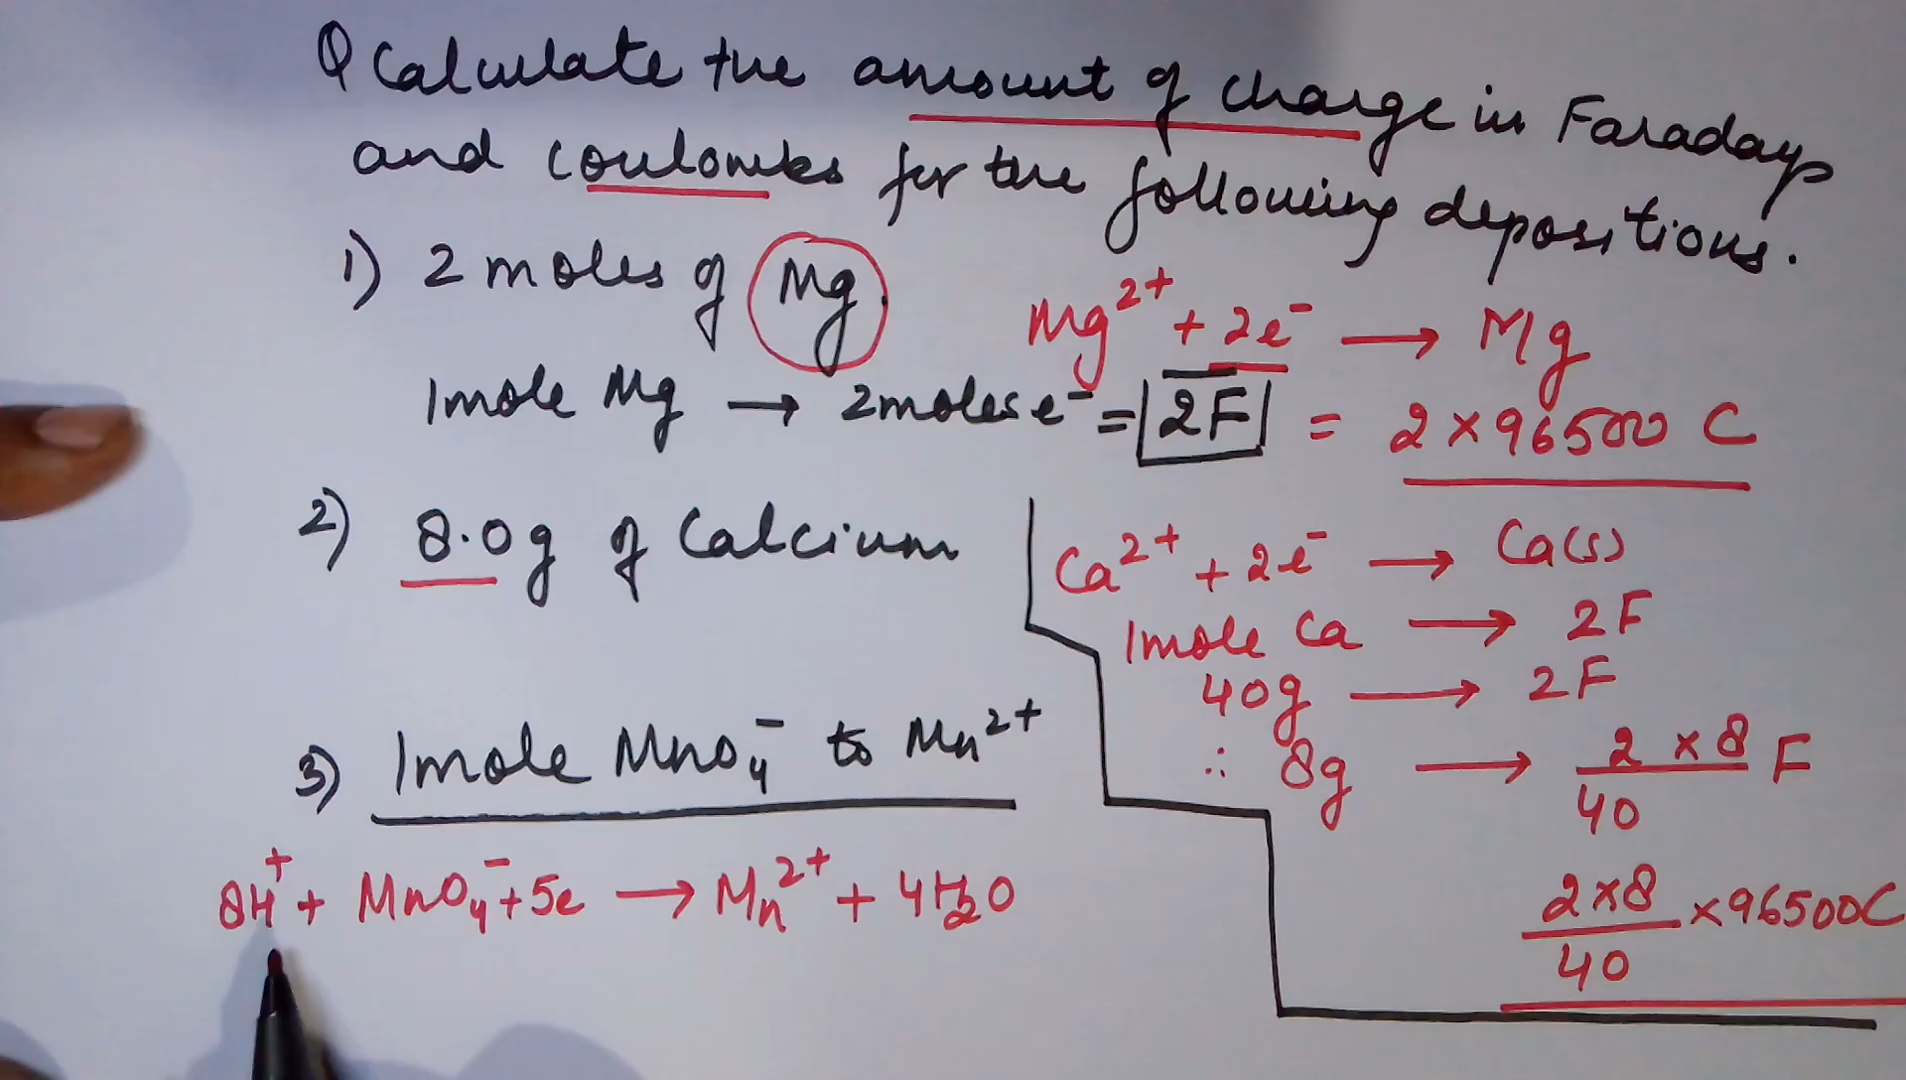 Q Calculate the amount of charge in Faradays
and coulombs for the following depositions.
1) 2 moles of Mg
Mg²⁺ + 2e⁻ → Mg
1mole Mg → 2moles e⁻ = 2F = 2 × 96500 C
2) 8.0g of Calcium
Ca²⁺ + 2e⁻ → Ca(s)
1mole Ca → 2F
40g → 2F
∴ 8g → 2 × 8 / 40 F
2×8 / 40 × 96500C
3) 1mole MnO₄⁻ to Mn²⁺
8H⁺ + MnO₄⁻ + 5e → Mn²⁺ + 4H₂O